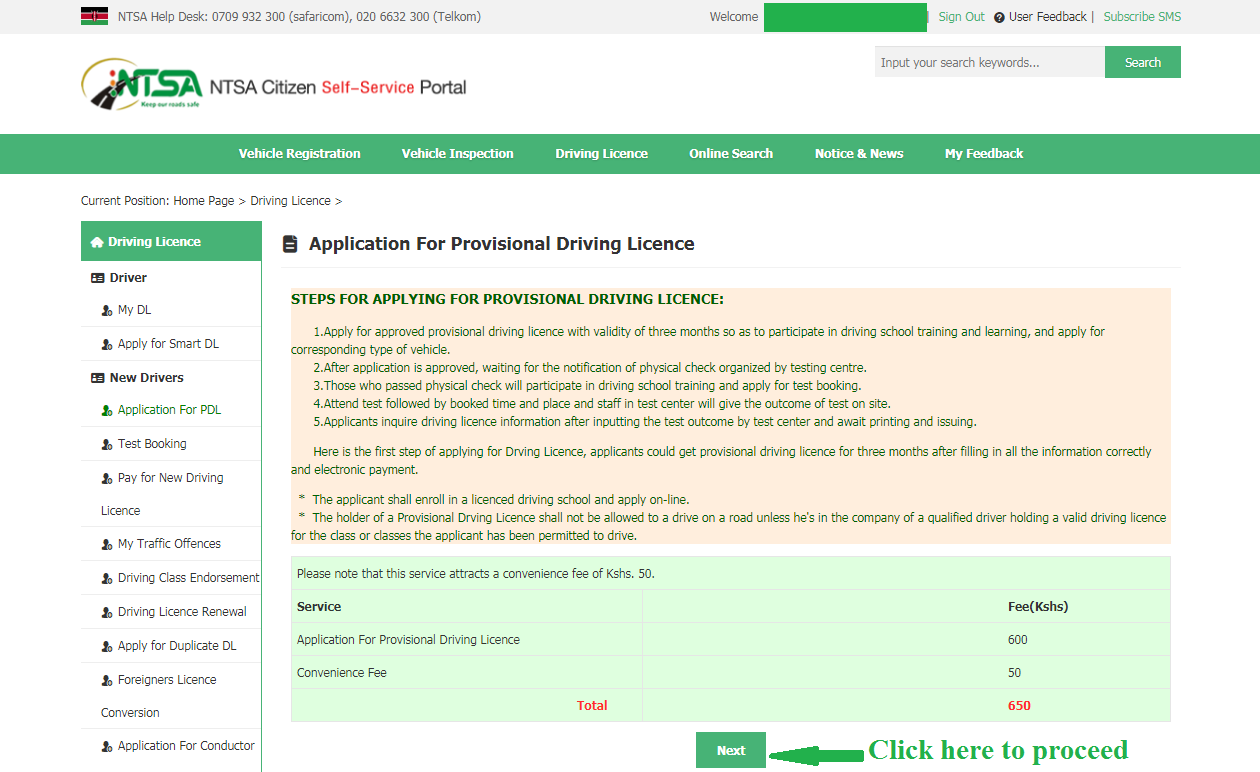 NTSA Help Desk: 0709 932 300 (safaricom), 020 6632 300 (Telkom)
Welcome
Sign Out
User Feedback |
Subscribe SMS
NTSA
Keep our roads safe
NTSA Citizen Self-Service Portal
Input your search keywords...
Search
Vehicle Registration
Vehicle Inspection
Driving Licence
Online Search
Notice & News
My Feedback
Current Position: Home Page > Driving Licence >
Driving Licence
Driver
My DL
Apply for Smart DL
New Drivers
Application For PDL
Test Booking
Pay for New Driving
Licence
My Traffic Offences
Driving Class Endorsement
Driving Licence Renewal
Apply for Duplicate DL
Foreigners Licence
Conversion
Application For Conductor
Application For Provisional Driving Licence
STEPS FOR APPLYING FOR PROVISIONAL DRIVING LICENCE:
1.Apply for approved provisional driving licence with validity of three months so as to participate in driving school training and learning, and apply for
corresponding type of vehicle.
2.After application is approved, waiting for the notification of physical check organized by testing centre.
3.Those who passed physical check will participate in driving school training and apply for test booking.
4.Attend test followed by booked time and place and staff in test center will give the outcome of test on site.
5.Applicants inquire driving licence information after inputting the test outcome by test center and await printing and issuing.
Here is the first step of applying for Drving Licence, applicants could get provisional driving licence for three months after filling in all the information correctly
and electronic payment.
* The applicant shall enroll in a licenced driving school and apply on-line.
* The holder of a Provisional Drving Licence shall not be allowed to a drive on a road unless he's in the company of a qualified driver holding a valid driving licence
for the class or classes the applicant has been permitted to drive.
Please note that this service attracts a convenience fee of Kshs. 50.
Service Fee(Kshs)
Application For Provisional Driving Licence 600
Convenience Fee 50
Total 650
Next
Click here to proceed